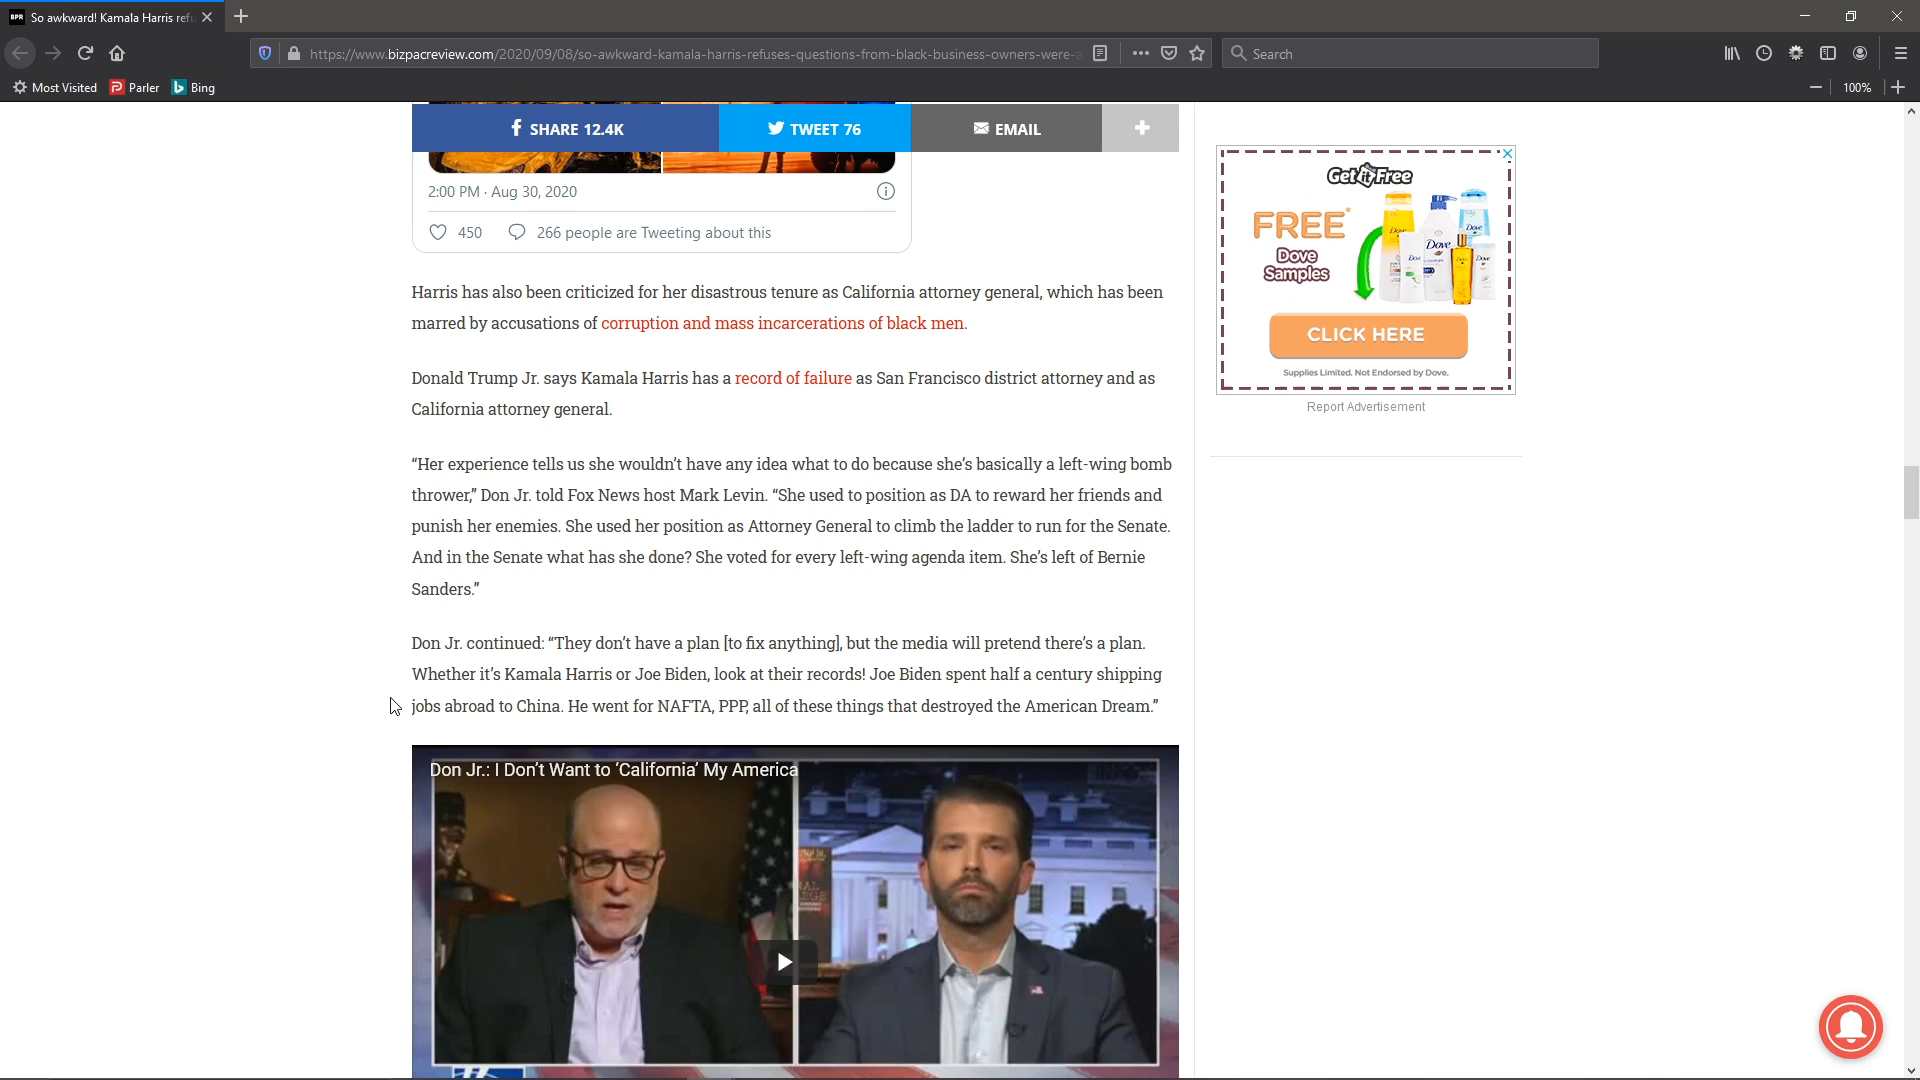 BPR So awkward! Kamala Harris refu
https://www.bizpacreview.com/2020/09/08/so-awkward-kamala-harris-refuses-questions-from-black-business-owners-were-a
Search
Most Visited Parler Bing
100%
SHARE 12.4K TWEET 76 EMAIL
2:00 PM · Aug 30, 2020
450 266 people are Tweeting about this
Harris has also been criticized for her disastrous tenure as California attorney general, which has been
marred by accusations of corruption and mass incarcerations of black men.
Donald Trump Jr. says Kamala Harris has a record of failure as San Francisco district attorney and as
California attorney general.
“Her experience tells us she wouldn’t have any idea what to do because she’s basically a left-wing bomb
thrower,” Don Jr. told Fox News host Mark Levin. “She used to position as DA to reward her friends and
punish her enemies. She used her position as Attorney General to climb the ladder to run for the Senate.
And in the Senate what has she done? She voted for every left-wing agenda item. She’s left of Bernie
Sanders.”
Don Jr. continued: “They don’t have a plan [to fix anything], but the media will pretend there’s a plan.
Whether it’s Kamala Harris or Joe Biden, look at their records! Joe Biden spent half a century shipping
jobs abroad to China. He went for NAFTA, PPP, all of these things that destroyed the American Dream.”
Don Jr.: I Don’t Want to ‘California’ My America
Get it Free
FREE*
Dove
Samples
Dove
CLICK HERE
Supplies Limited. Not Endorsed by Dove.
Report Advertisement